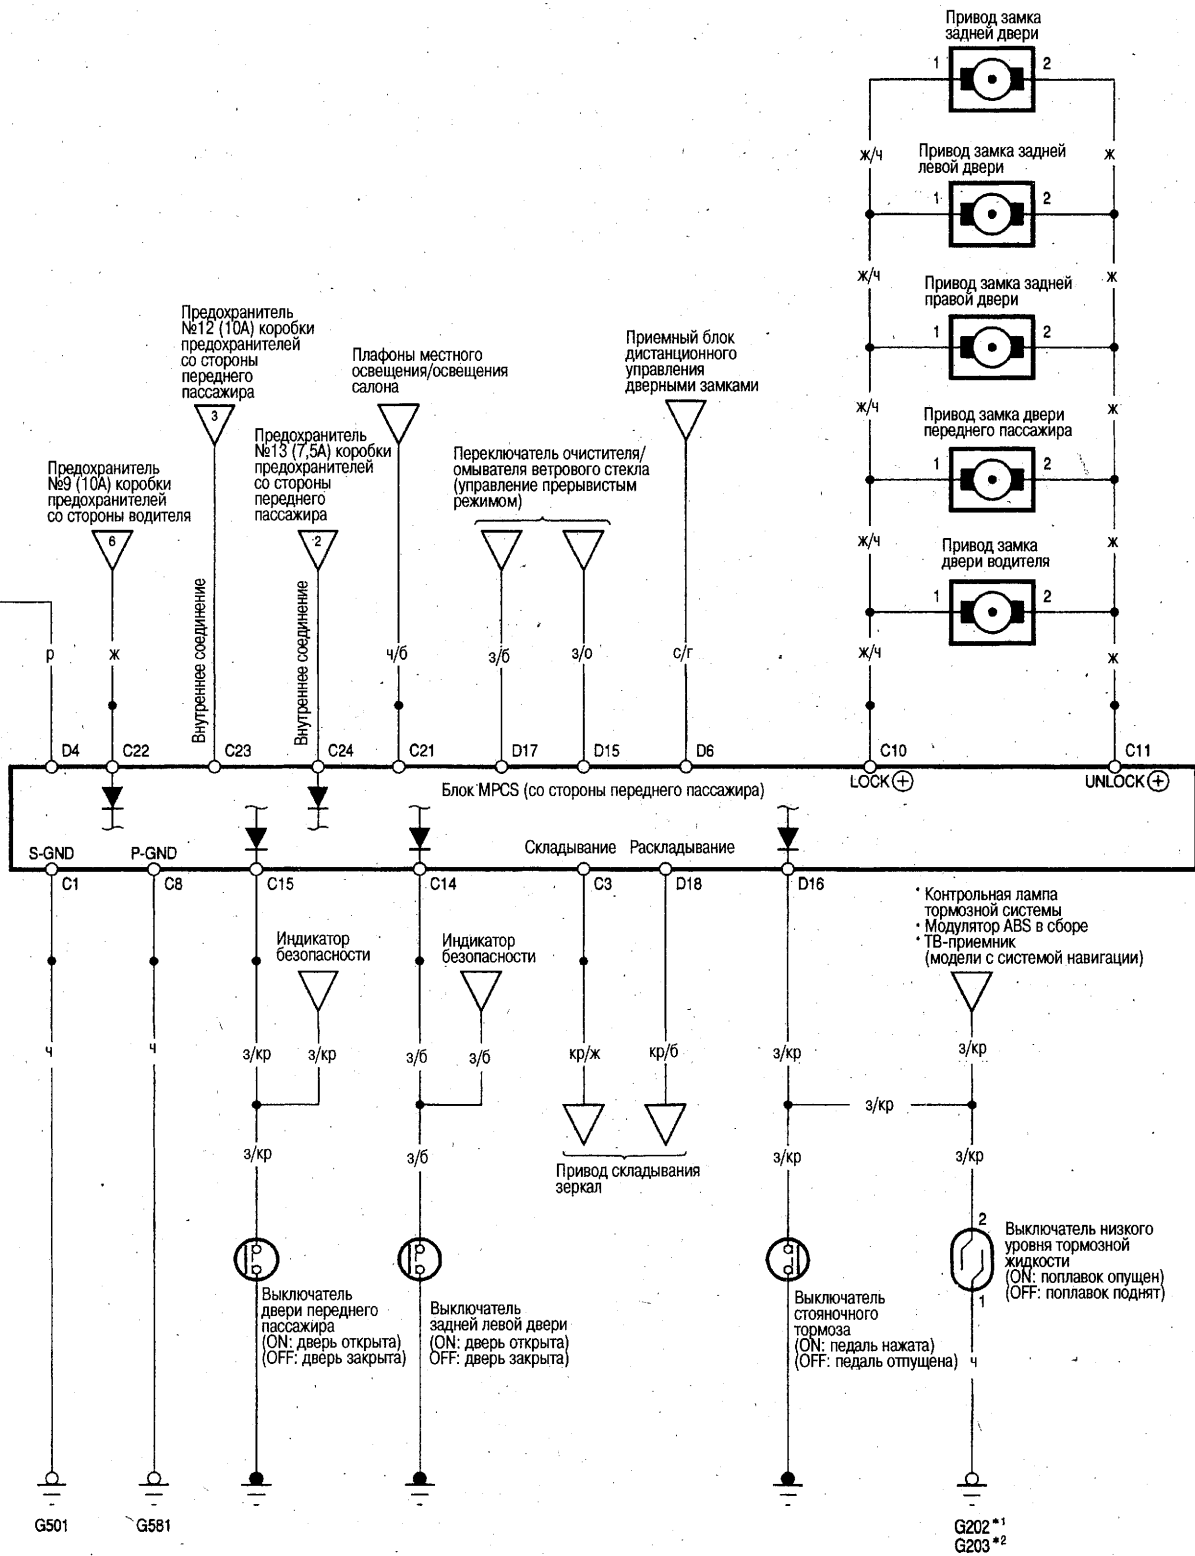 Привод замка
задней двери
1
2
ж/ч
Привод замка задней
левой двери
ж
1
2
ж/ч
Привод замка задней
правой двери
ж
1
2
Предохранитель
№12 (10А) коробки
предохранителей
со стороны
переднего
пассажира
3
Плафоны местного
освещения/освещения
салона
Приемный блок
дистанционного
управления
дверными замками
ж/ч
Привод замка двери
переднего пассажира
ж
1
2
Предохранитель
№13 (7,5А) коробки
предохранителей
со стороны
переднего
пассажира
2
Переключатель очистителя/
омывателя ветрового стекла
(управление прерывистым
режимом)
Предохранитель
№9 (10А) коробки
предохранителей
со стороны водителя
6
ж/ч
Привод замка
двери водителя
ж
1
2
р
ж
Внутреннее соединение
Внутреннее соединение
ч/б
з/б
з/о
с/г
ж/ч
ж
D4
C22
C23
C24
C21
D17
D15
D6
C10
C11
Блок MPCS (со стороны переднего пассажира)
LOCK
UNLOCK
S-GND
P-GND
Складывание
Раскладывание
C1
C8
C15
C14
C3
D18
D16
* Контрольная лампа
тормозной системы
• Модулятор ABS в сборе
* ТВ-приемник
(модели с системой навигации)
Индикатор
безопасности
Индикатор
безопасности
ч
ч
з/кр
з/кр
з/б
з/б
кр/ж
кр/б
з/кр
з/кр
з/кр
з/кр
з/б
з/кр
з/кр
Привод складывания
зеркал
2
Выключатель низкого
уровня тормозной
жидкости
(ON: поплавок опущен)
(OFF: поплавок поднят)
1
Выключатель
двери переднего
пассажира
(ON: дверь открыта)
(OFF: дверь закрыта)
Выключатель
задней левой двери
(ON: дверь открыта)
OFF: дверь закрыта)
Выключатель
стояночного
тормоза
(ON: педаль нажата)
(OFF: педаль отпущена)
ч
G501
G581
G202 *1
G203 *2